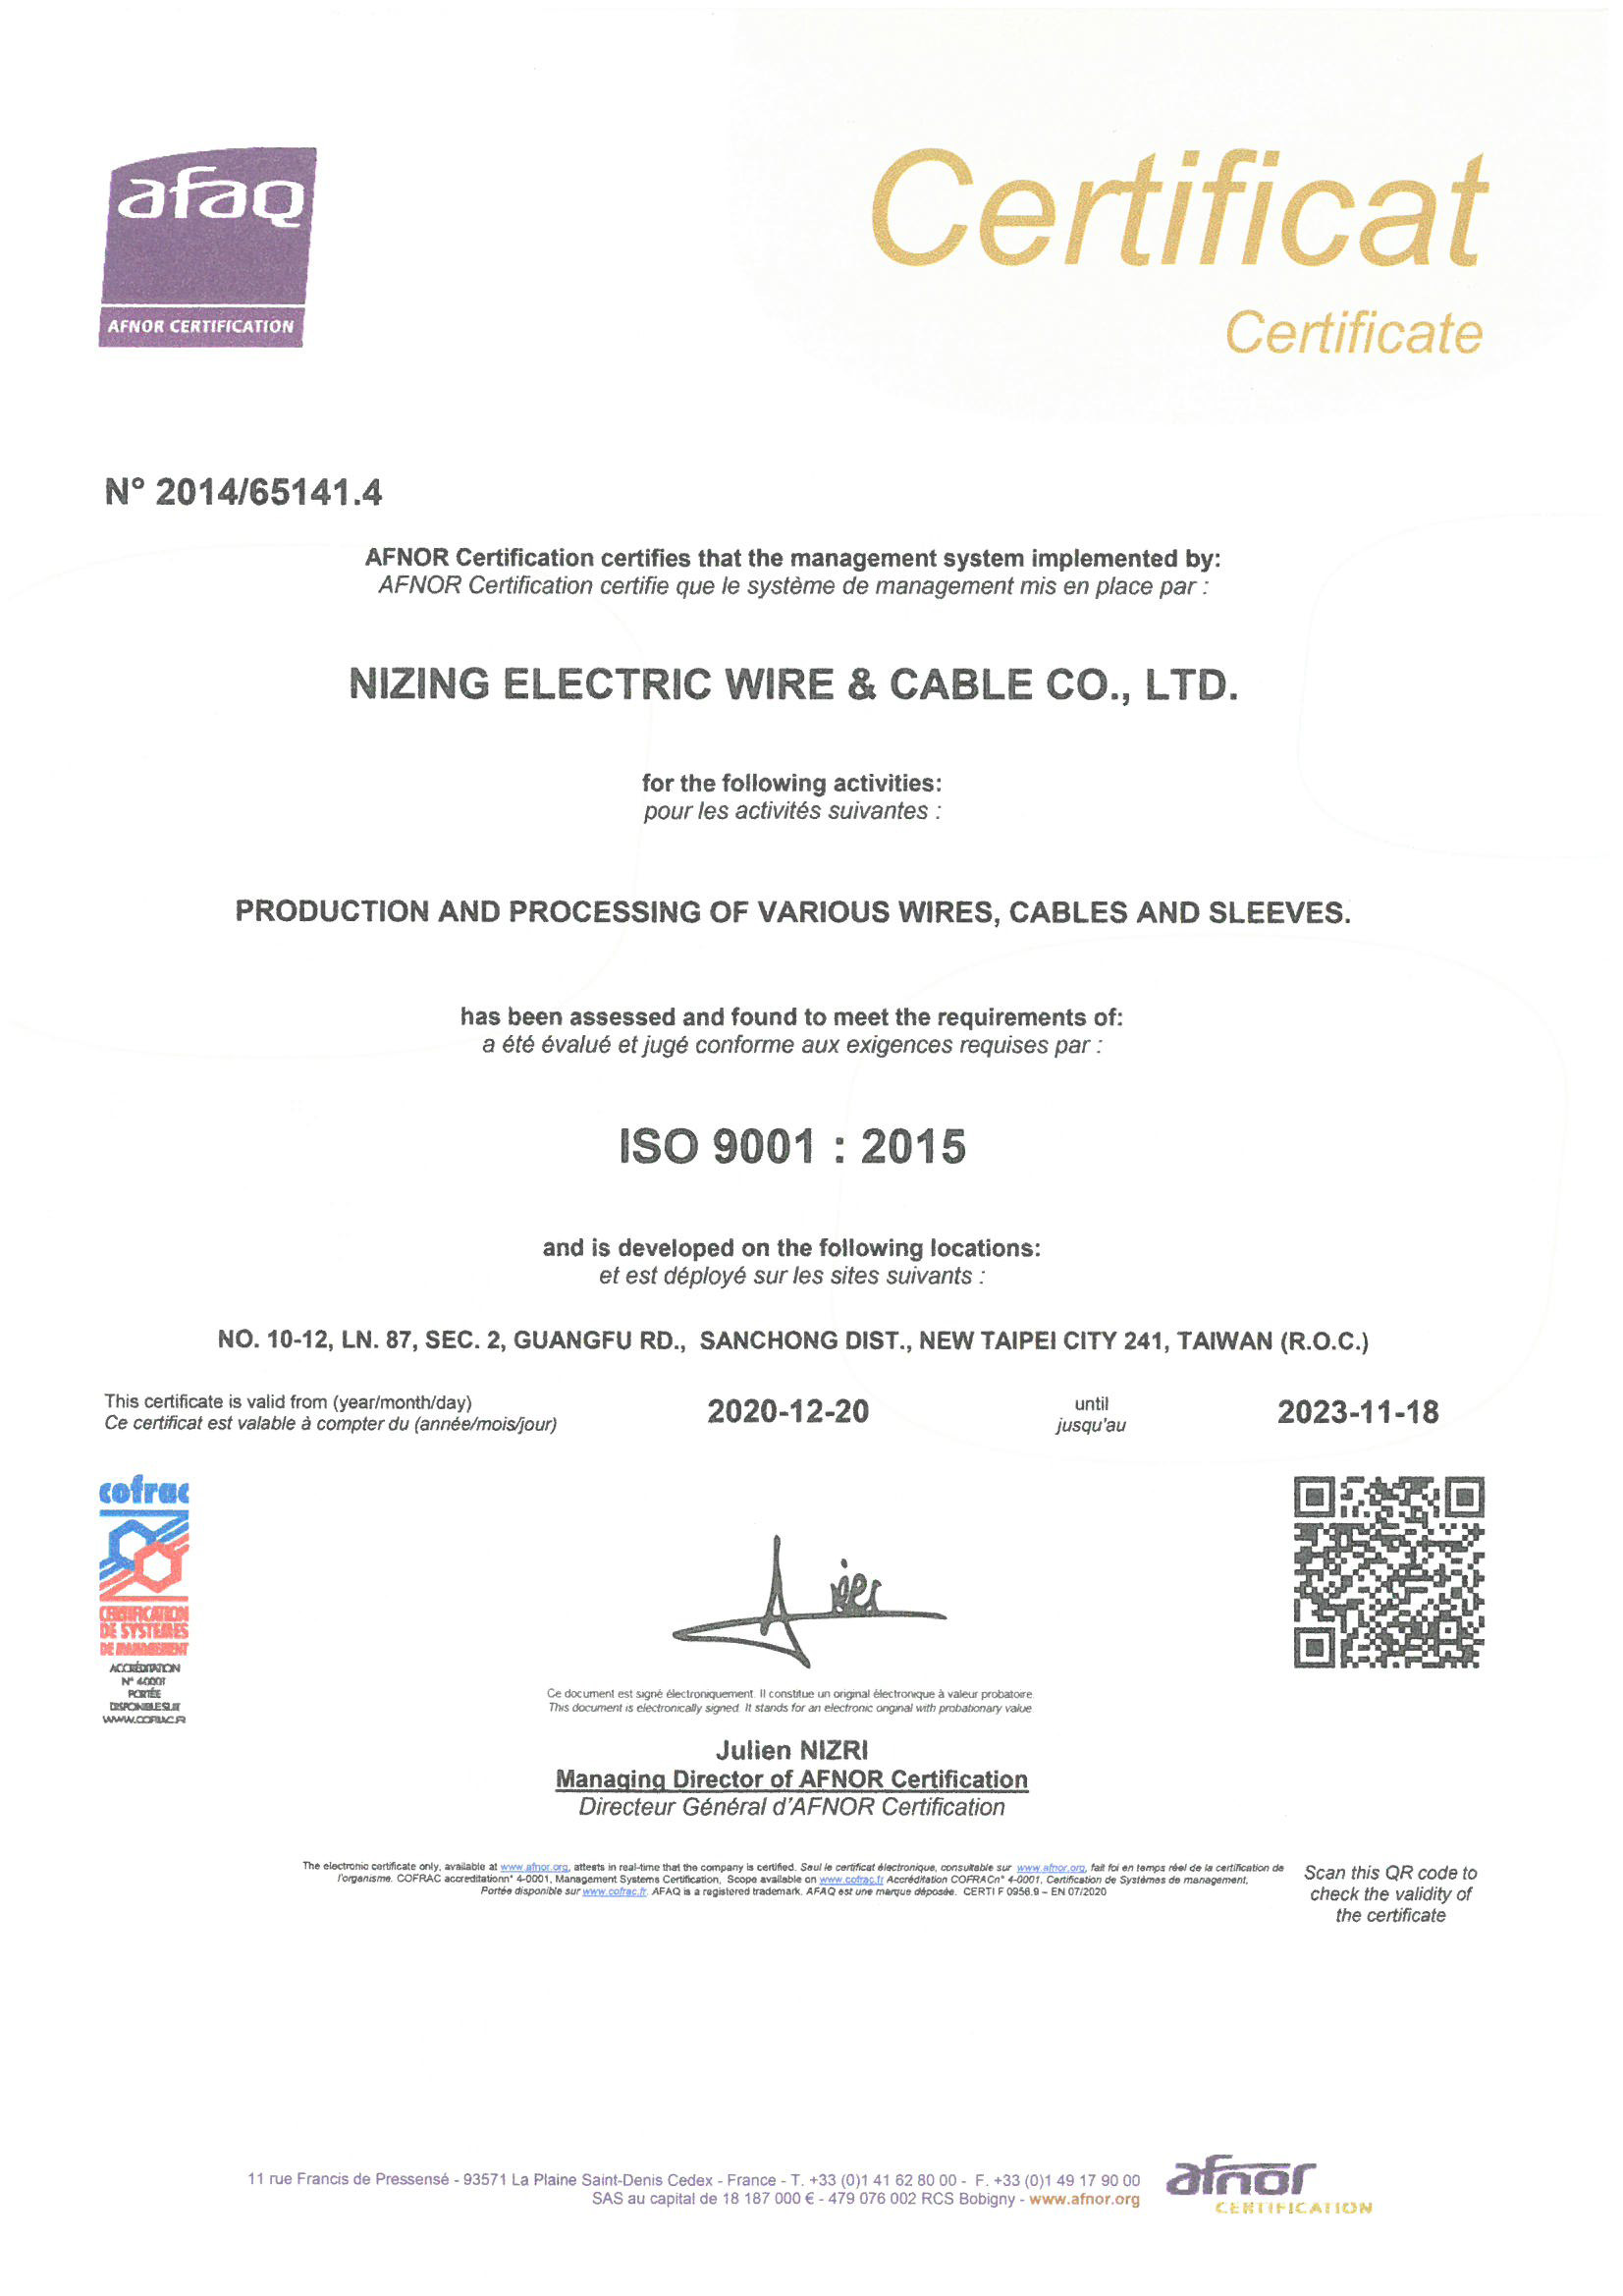 afaq
AFNOR CERTIFICATION
Certificat
Certificate
N° 2014/65141.4
AFNOR Certification certifies that the management system implemented by:
AFNOR Certification certifie que le système de management mis en place par :
NIZING ELECTRIC WIRE & CABLE CO., LTD.
for the following activities:
pour les activités suivantes :
PRODUCTION AND PROCESSING OF VARIOUS WIRES, CABLES AND SLEEVES.
has been assessed and found to meet the requirements of:
a été évalué et jugé conforme aux exigences requises par :
ISO 9001 : 2015
and is developed on the following locations:
et est déployé sur les sites suivants :
NO. 10-12, LN. 87, SEC. 2, GUANGFU RD., SANCHONG DIST., NEW TAIPEI CITY 241, TAIWAN (R.O.C.)
This certificate is valid from (year/month/day)
Ce certificat est valable à compter du (année/mois/jour)
2020-12-20
until
jusqu'au
2023-11-18
cofrac
CERTIFICATION
DE SYSTEMES
DE MANAGEMENT
ACCRÉDITATION
N° 4-0001
PORTÉE
DISPONIBLE SUR
WWW.COFRAC.FR
Ce document est signé électroniquement. Il constitue un original électronique à valeur probatoire.
This document is electronically signed. It stands for an electronic original with probationary value.
Julien NIZRI
Managing Director of AFNOR Certification
Directeur Général d'AFNOR Certification
The electronic certificate only, available at www.afnor.org, attests in real-time that the company is certified. Seul le certificat électronique, consultable sur www.afnor.org, fait foi en temps réel de la certification de
l'organisme. COFRAC accreditationn° 4-0001, Management Systems Certification, Scope available on www.cofrac.fr Accréditation COFRACn° 4-0001, Certification de Systèmes de management,
Portée disponible sur www.cofrac.fr. AFAQ is a registered trademark. AFAQ est une marque déposée. CERTI F 0956.9 – EN 07/2020
Scan this QR code to
check the validity of
the certificate
11 rue Francis de Pressensé - 93571 La Plaine Saint-Denis Cedex - France - T. +33 (0)1 41 62 80 00 - F. +33 (0)1 49 17 90 00
SAS au capital de 18 187 000 € - 479 076 002 RCS Bobigny - www.afnor.org
afnor
CERTIFICATION